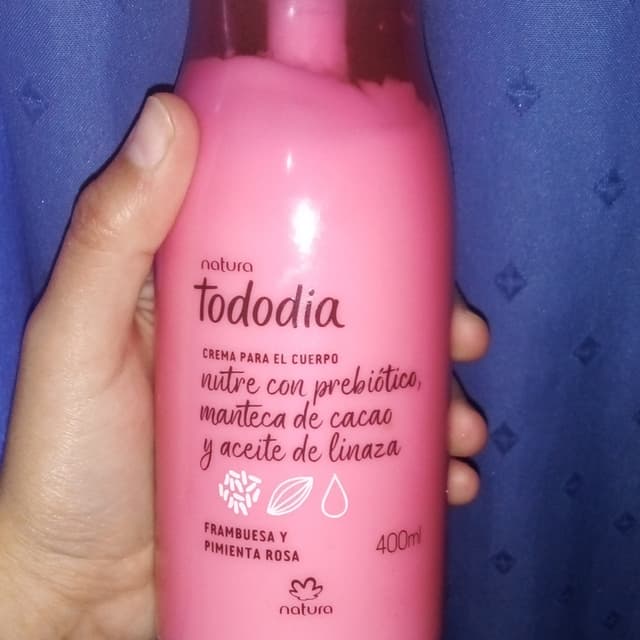 natura
tododia
CREMA PARA EL CUERPO
nutre con prebiótico,
manteca de cacao
y aceite de linaza
FRAMBUESA Y
PIMIENTA ROSA
400ml
natura